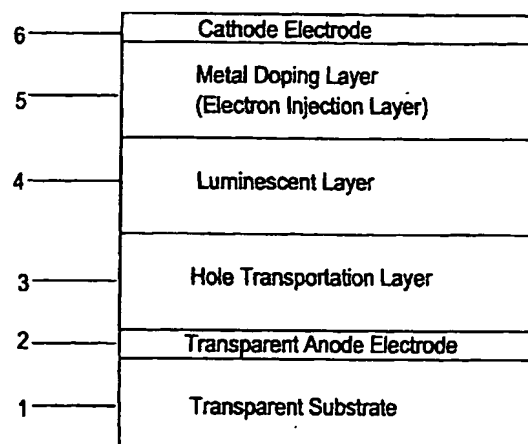 6 Cathode Electrode
5 Metal Doping Layer
(Electron Injection Layer)
4 Luminescent Layer
3 Hole Transportation Layer
2 Transparent Anode Electrode
1 Transparent Substrate